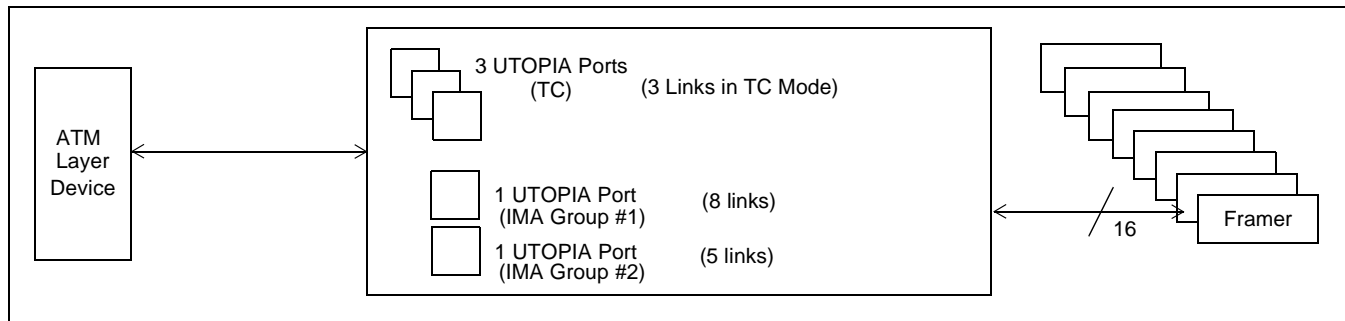 ATM
Layer
Device
3 UTOPIA Ports
(TC)
(3 Links in TC Mode)
1 UTOPIA Port
(IMA Group #1)
(8 links)
1 UTOPIA Port
(IMA Group #2)
(5 links)
16
Framer